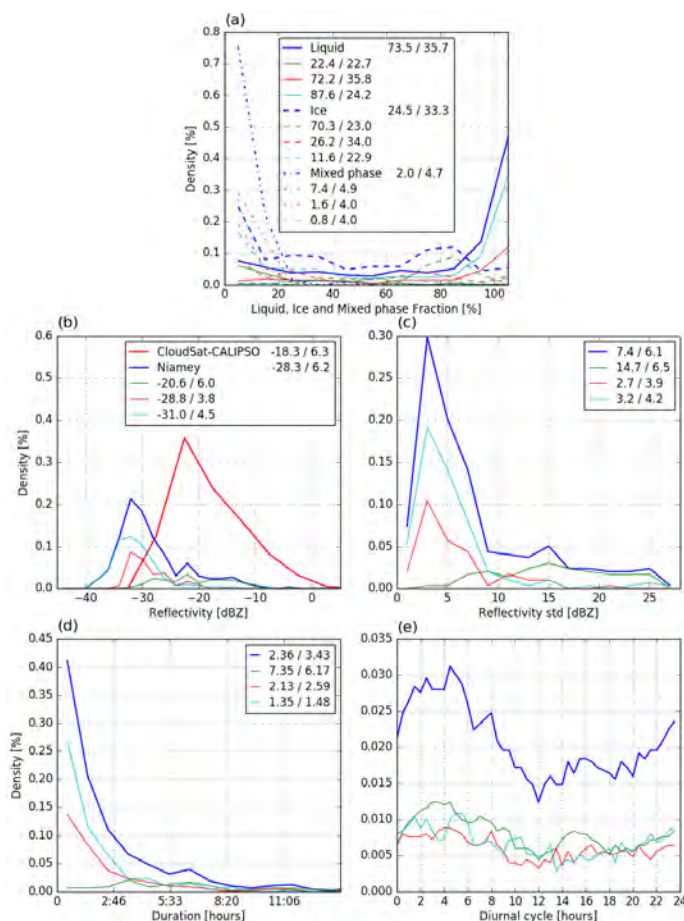 (a)
0.8
0.7
0.6
0.5
0.4
0.3
0.2
0.1
0.0
Density [%]
Liquid 73.5 / 35.7
22.4 / 22.7
72.2 / 35.8
87.6 / 24.2
Ice 24.5 / 33.3
70.3 / 23.0
26.2 / 34.0
11.6 / 22.9
Mixed phase 2.0 / 4.7
7.4 / 4.9
1.6 / 4.0
0.8 / 4.0
0 20 40 60 80 100
Liquid, Ice and Mixed phase Fraction [%]
(b)
0.6
0.5
0.4
0.3
0.2
0.1
0.0
Density [%]
CloudSat-CALIPSO -18.3 / 6.3
Niamey -28.3 / 6.2
-20.6 / 6.0
-28.8 / 3.8
-31.0 / 4.5
−40 −30 −20 −10 0
Reflectivity [dBZ]
(c)
0.30
0.25
0.20
0.15
0.10
0.05
0.00
7.4 / 6.1
14.7 / 6.5
2.7 / 3.9
3.2 / 4.2
0 5 10 15 20 25
Reflectivity std [dBZ]
(d)
0.45
0.40
0.35
0.30
0.25
0.20
0.15
0.10
0.05
0.00
Density [%]
2.36 / 3.43
7.35 / 6.17
2.13 / 2.59
1.35 / 1.48
0.00 2:46 5:33 8:20 11:06
Duration [hours]
(e)
0.035
0.030
0.025
0.020
0.015
0.010
0.005
0.000
0 2 4 6 8 10 12 14 16 18 20 22 24
Diurnal cycle [hours]